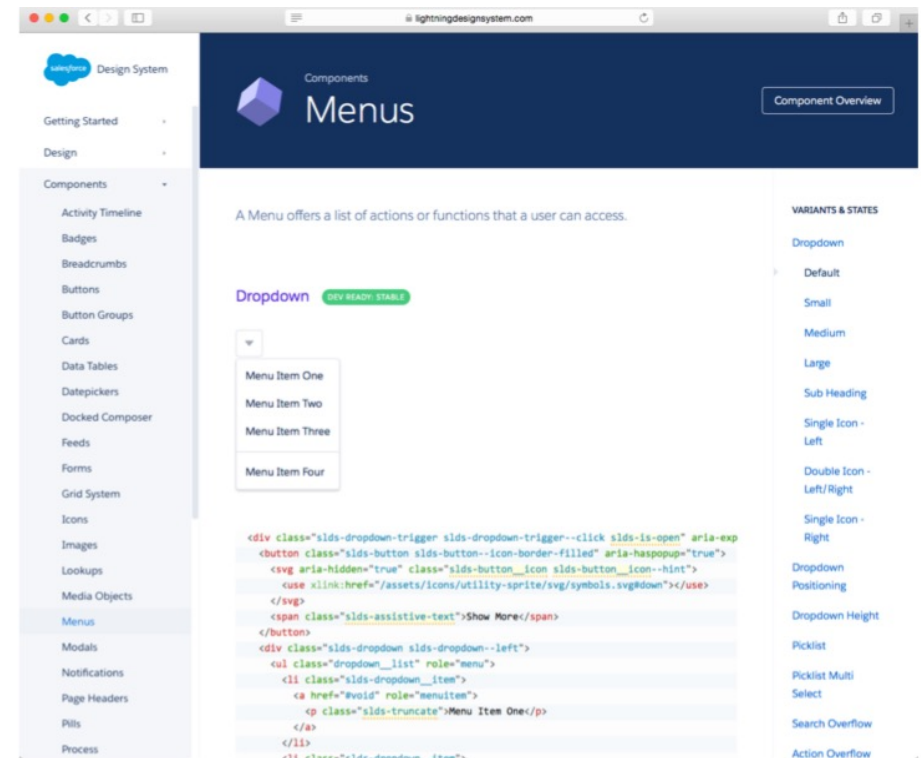 lightningdesignsystem.com
salesforce Design System
Getting Started
Design
Components
Activity Timeline
Badges
Breadcrumbs
Buttons
Button Groups
Cards
Data Tables
Datepickers
Docked Composer
Feeds
Forms
Grid System
Icons
Images
Lookups
Media Objects
Menus
Modals
Notifications
Page Headers
Pills
Process
Components
Menus
Component Overview
A Menu offers a list of actions or functions that a user can access.
Dropdown DEV READY: STABLE
Menu Item One
Menu Item Two
Menu Item Three
Menu Item Four
<div class="slds-dropdown-trigger slds-dropdown-trigger--click slds-is-open" aria-exp
<button class="slds-button slds-button--icon-border-filled" aria-haspopup="true">
<svg aria-hidden="true" class="slds-button__icon slds-button__icon--hint">
<use xlink:href="/assets/icons/utility-sprite/svg/symbols.svg#down"></use>
</svg>
<span class="slds-assistive-text">Show More</span>
</button>
<div class="slds-dropdown slds-dropdown--left">
<ul class="dropdown__list" role="menu">
<li class="slds-dropdown__item">
<a href="#void" role="menuitem">
<p class="slds-truncate">Menu Item One</p>
</a>
</li>
<li class="slds-dropdown__item">
VARIANTS & STATES
Dropdown
Default
Small
Medium
Large
Sub Heading
Single Icon -
Left
Double Icon -
Left/Right
Single Icon -
Right
Dropdown
Positioning
Dropdown Height
Picklist
Picklist Multi
Select
Search Overflow
Action Overflow